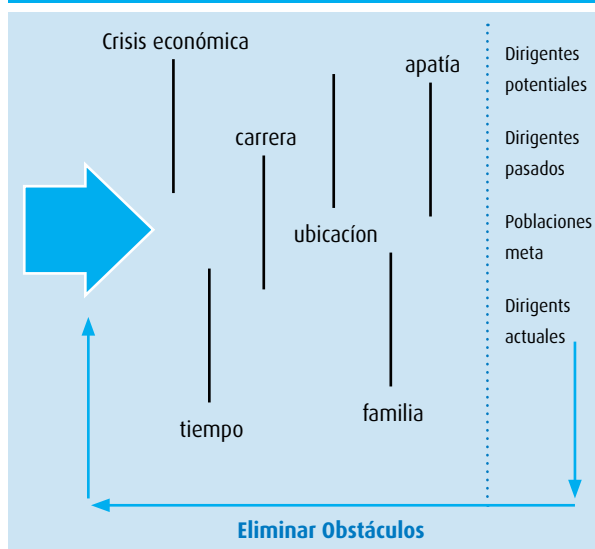 Crisis económica
apatía
carrera
ubicacíon
tiempo
familia
Dirigentes
potentiales
Dirigentes
pasados
Poblaciones
meta
Dirigents
actuales
Eliminar Obstáculos